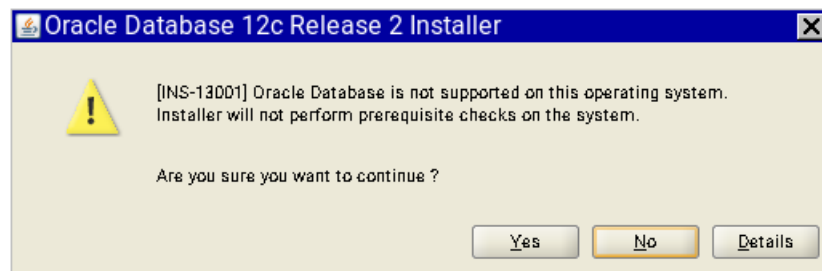 Oracle Database 12c Release 2 Installer
[INS-13001] Oracle Database is not supported on this operating system.
Installer will not perform prerequisite checks on the system.
Are you sure you want to continue ?
Yes No Details